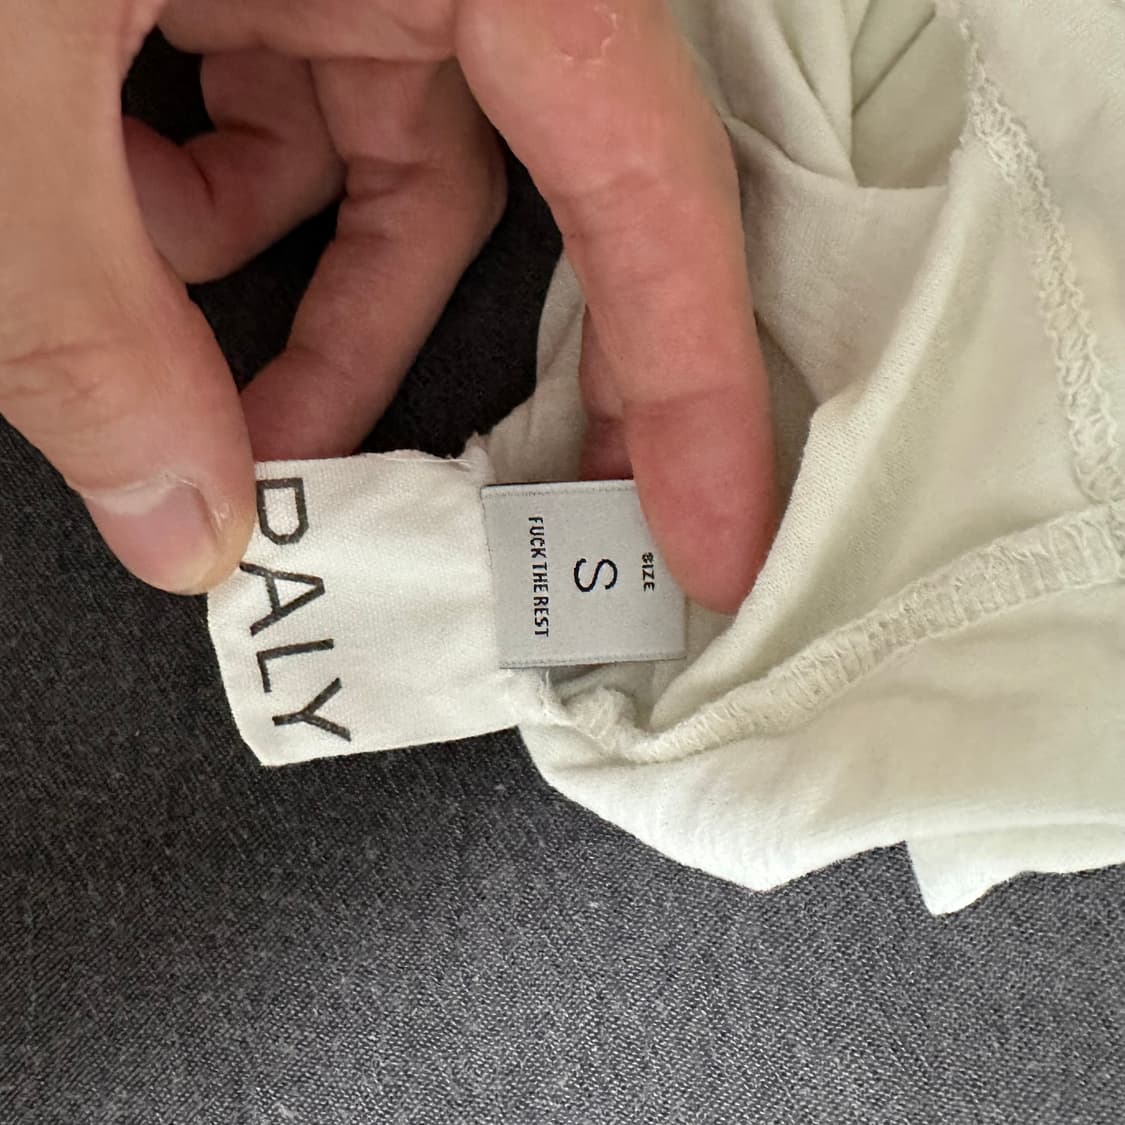 DALY
SIZE
S
FUCK THE REST